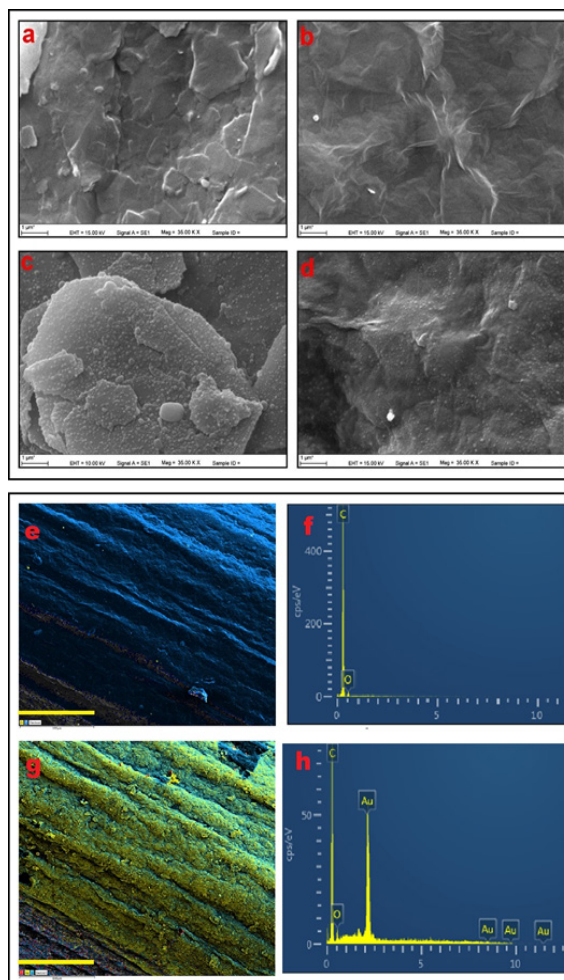 a
b
1 µm*
EHT = 15.00 kV
Signal A = SE1
Mag = 35.00 K X
Sample ID =
1 µm*
EHT = 15.00 kV
Signal A = SE1
Mag = 35.00 K X
Sample ID =
c
d
1 µm*
EHT = 10.00 kV
Signal A = SE1
Mag = 35.00 K X
Sample ID =
1 µm*
EHT = 15.00 kV
Signal A = SE1
Mag = 35.00 K X
Sample ID =
e
f
C
400
cps/eV
200
O
0
0
5
10
g
h
C
Au
50
cps/eV
O
Au
Au
Au
0
0
5
10